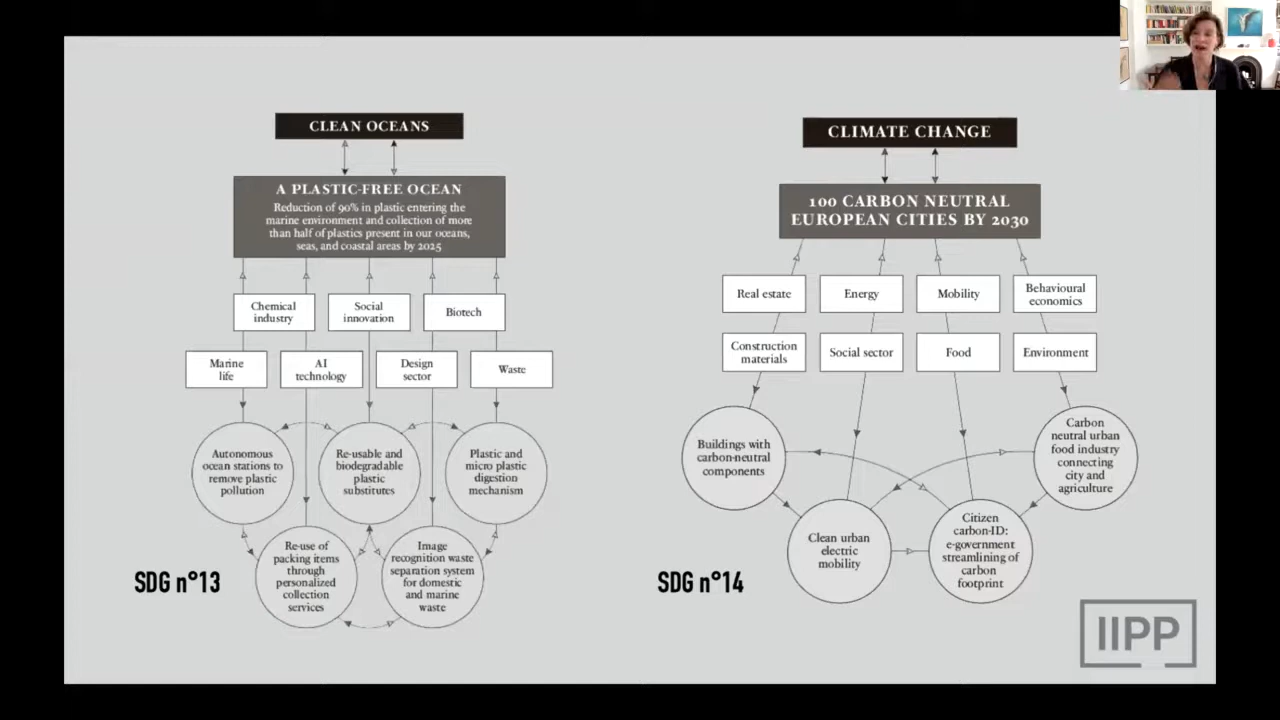 CLEAN OCEANS
A PLASTIC-FREE OCEAN
Reduction of 90% in plastic entering the
marine environment and collection of more
than half of plastics present in our oceans,
seas, and coastal areas by 2025
Chemical
industry
Social
innovation
Biotech
Marine
life
AI
technology
Design
sector
Waste
Autonomous
ocean stations to
remove plastic
pollution
Re-usable and
biodegradable
plastic
substitutes
Plastic and
micro plastic
digestion
mechanism
Re-use of
packing items
through
personalized
collection
services
Image
recognition waste
separation system
for domestic
and marine
waste
SDG n°13
CLIMATE CHANGE
100 CARBON NEUTRAL
EUROPEAN CITIES BY 2030
Real estate
Energy
Mobility
Behavioural
economics
Construction
materials
Social sector
Food
Environment
Buildings with
carbon-neutral
components
Carbon
neutral urban
food industry
connecting
city and
agriculture
Clean urban
electric
mobility
Citizen
carbon-ID:
e-government
streamlining of
carbon
footprint
SDG n°14
IIPP